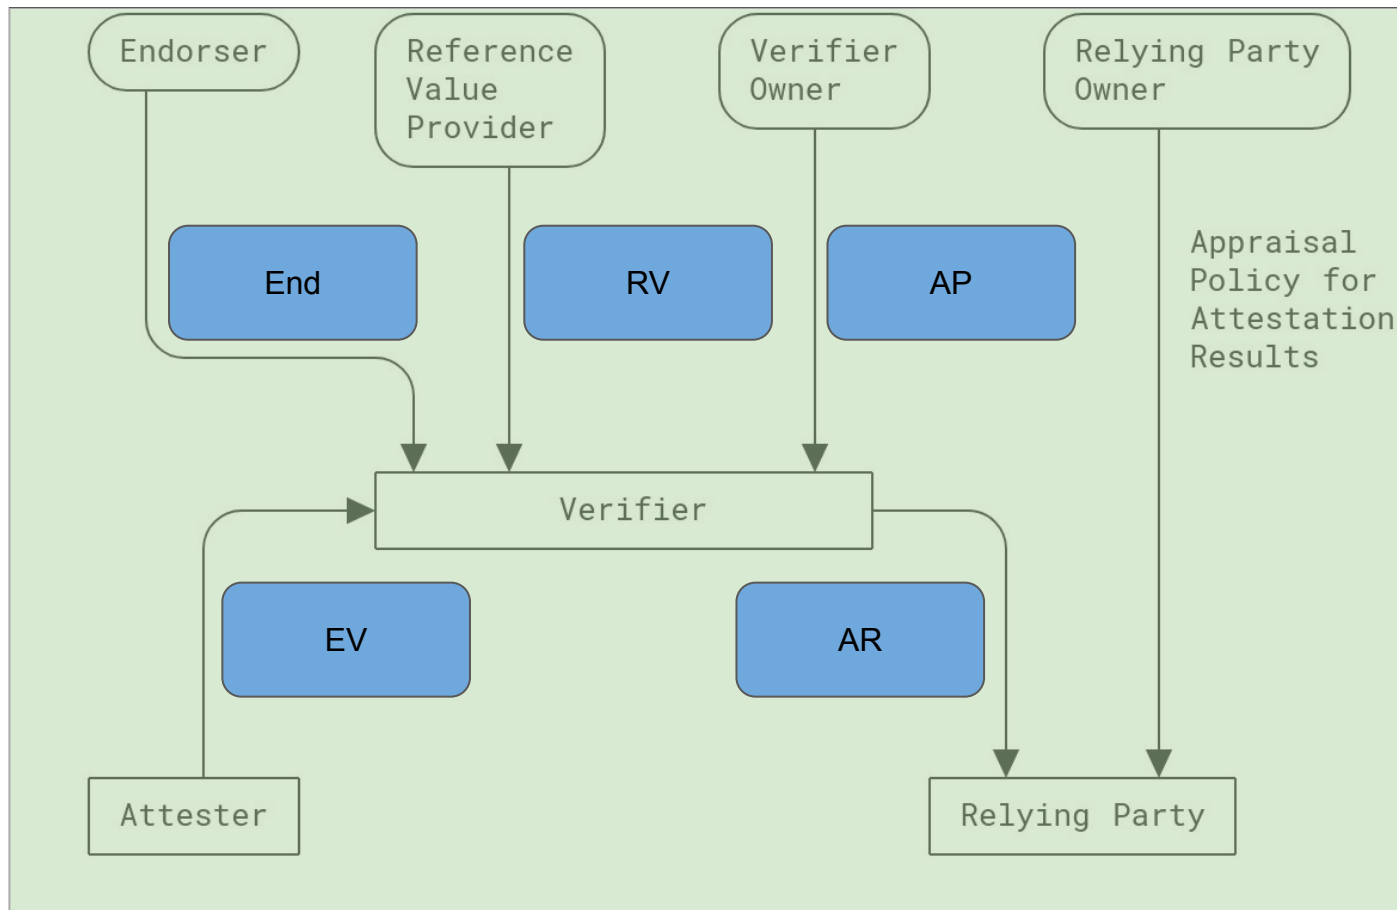 Endorser
Reference
Value
Provider
Verifier
Owner
Relying Party
Owner
End
RV
AP
Appraisal
Policy for
Attestation
Results
Verifier
EV
AR
Attester
Relying Party